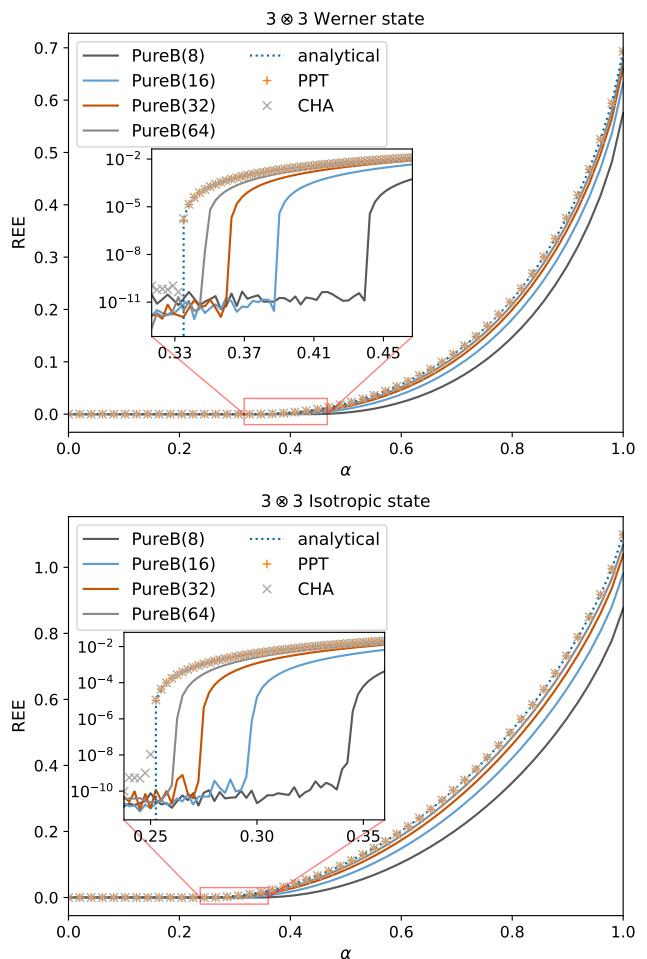 3 ⊗ 3 Werner state
0.7
0.6
0.5
0.4
0.3
0.2
0.1
0.0
REE
PureB(8)
PureB(16)
PureB(32)
PureB(64)
analytical
PPT
CHA
10⁻²
10⁻⁵
10⁻⁸
10⁻¹¹
0.33 0.37 0.41 0.45
0.0 0.2 0.4 0.6 0.8 1.0
α
3 ⊗ 3 Isotropic state
1.0
0.8
0.6
0.4
0.2
0.0
REE
PureB(8)
PureB(16)
PureB(32)
PureB(64)
analytical
PPT
CHA
10⁻²
10⁻⁴
10⁻⁶
10⁻⁸
10⁻¹⁰
0.25 0.30 0.35
0.0 0.2 0.4 0.6 0.8 1.0
α